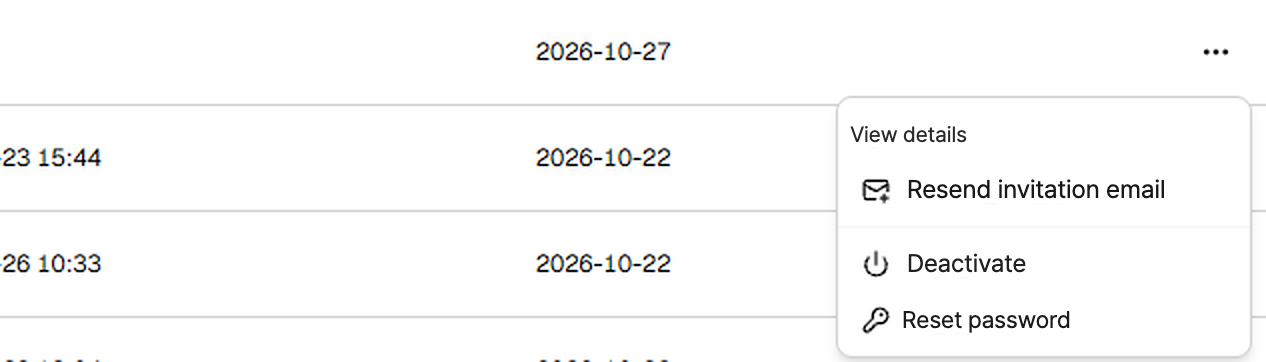 2026-10-27
View details
-23 15:44 2026-10-22
Resend invitation email
-26 10:33 2026-10-22
Deactivate
Reset password